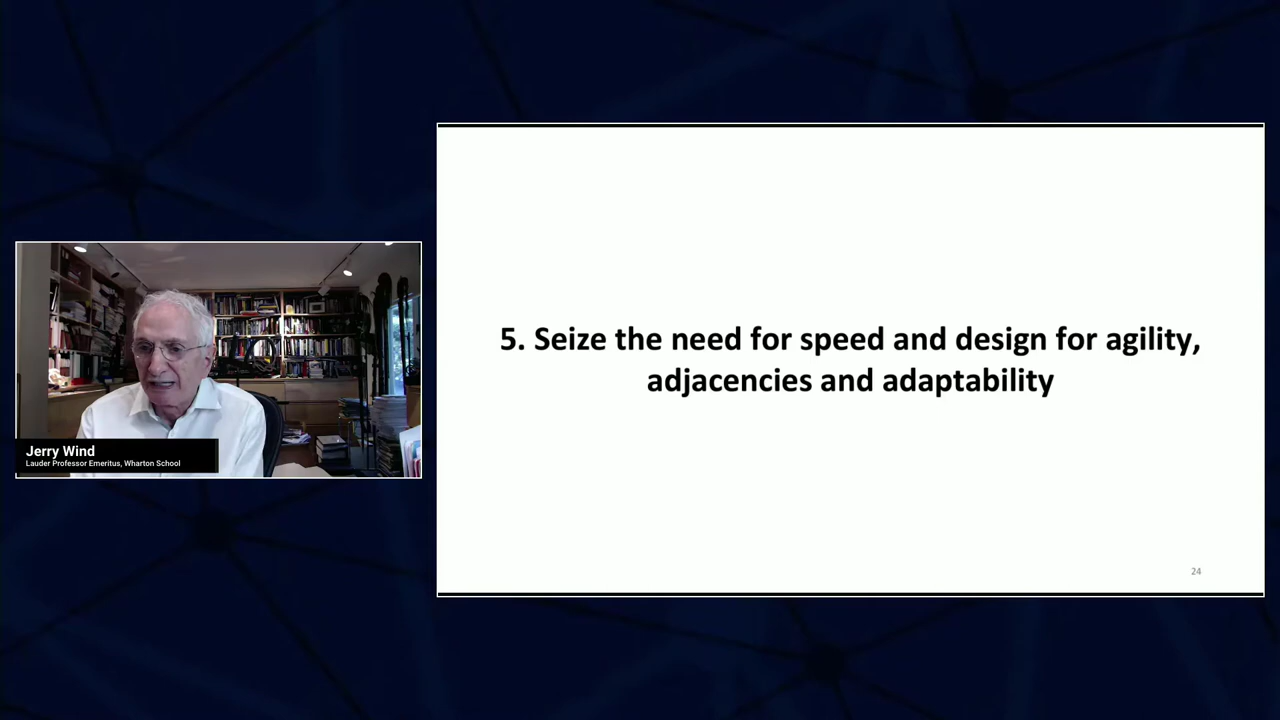 Jerry Wind
Lauder Professor Emeritus, Wharton School
5. Seize the need for speed and design for agility,
adjacencies and adaptability
24